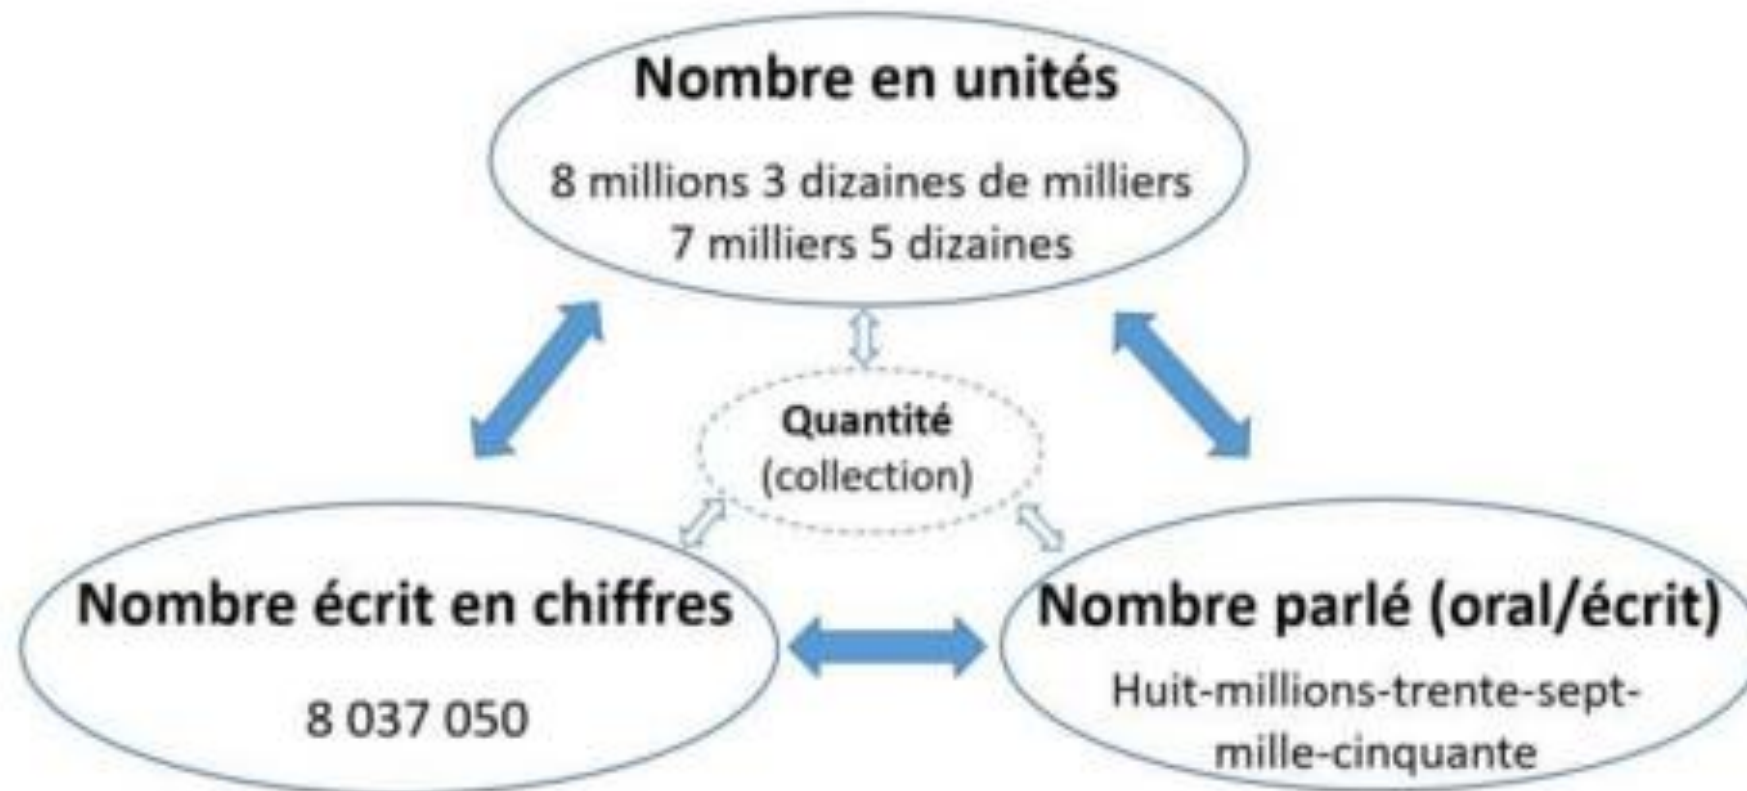 Nombre en unités
8 millions 3 dizaines de milliers
7 milliers 5 dizaines
Quantité
(collection)
Nombre écrit en chiffres
8 037 050
Nombre parlé (oral/écrit)
Huit-millions-trente-sept-
mille-cinquante